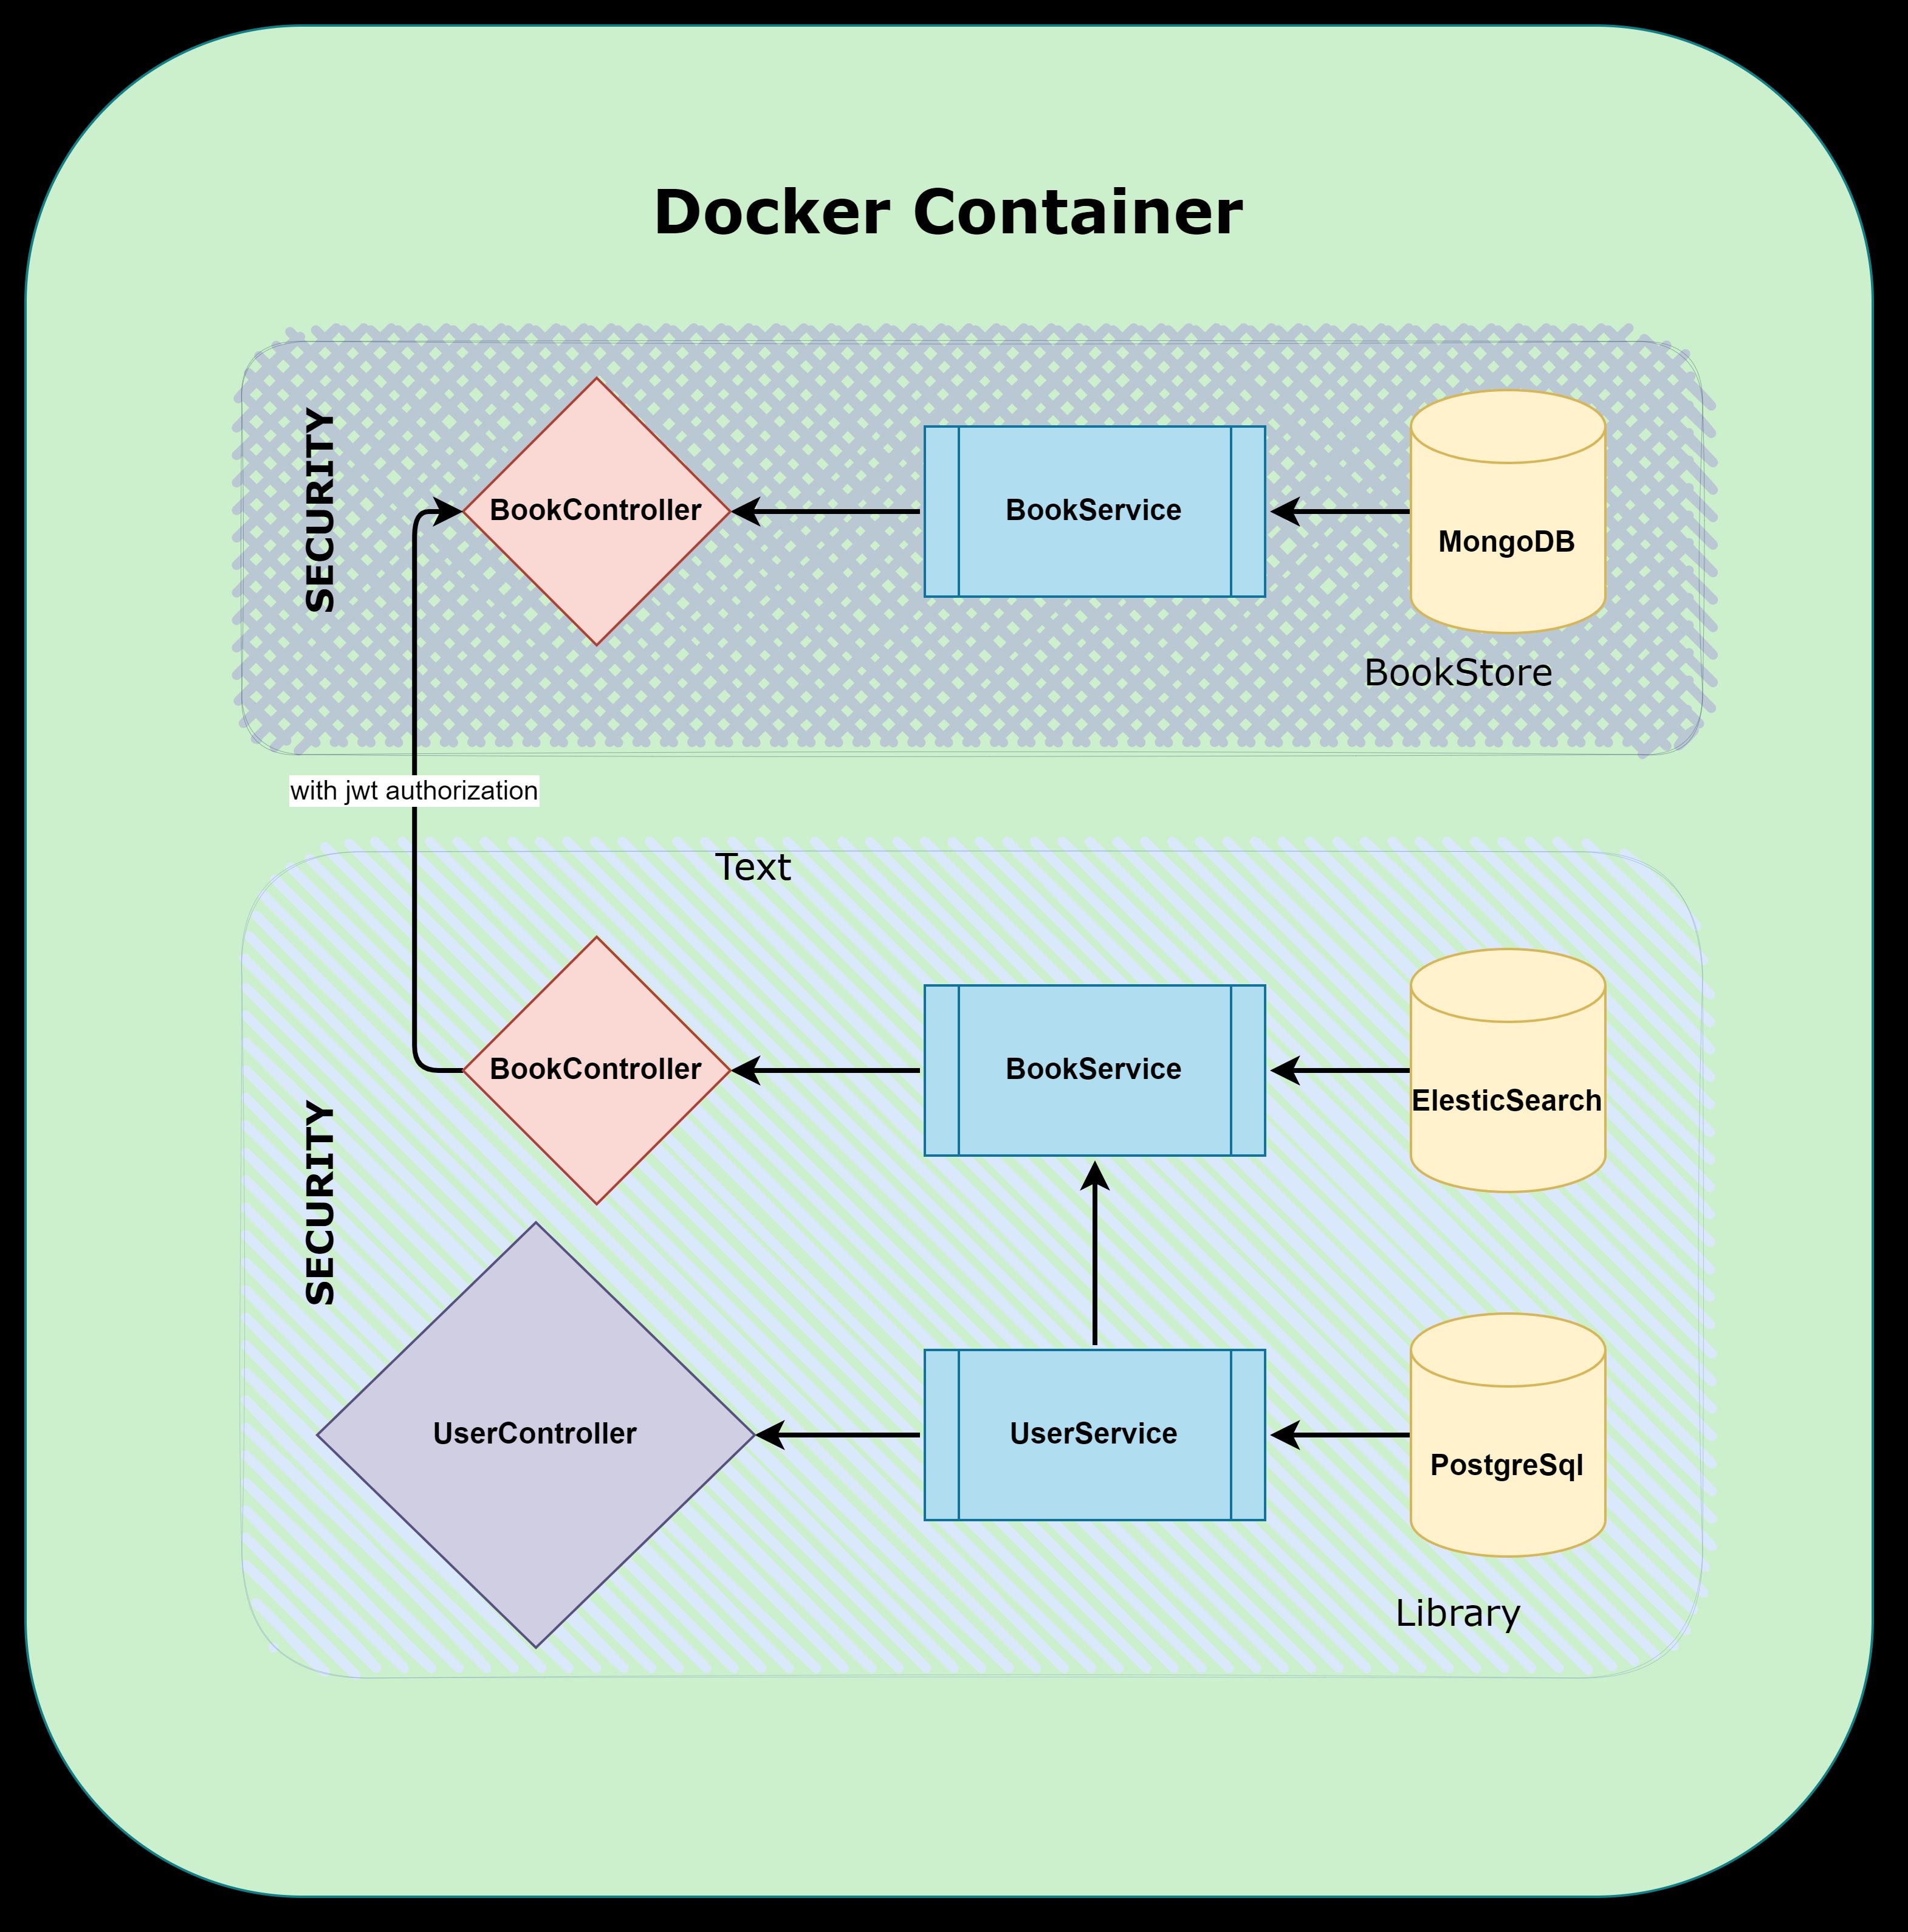 Docker Container
SECURITY
BookController
BookService
MongoDB
BookStore
with jwt authorization
Text
BookController
BookService
ElesticSearch
SECURITY
UserController
UserService
PostgreSql
Library